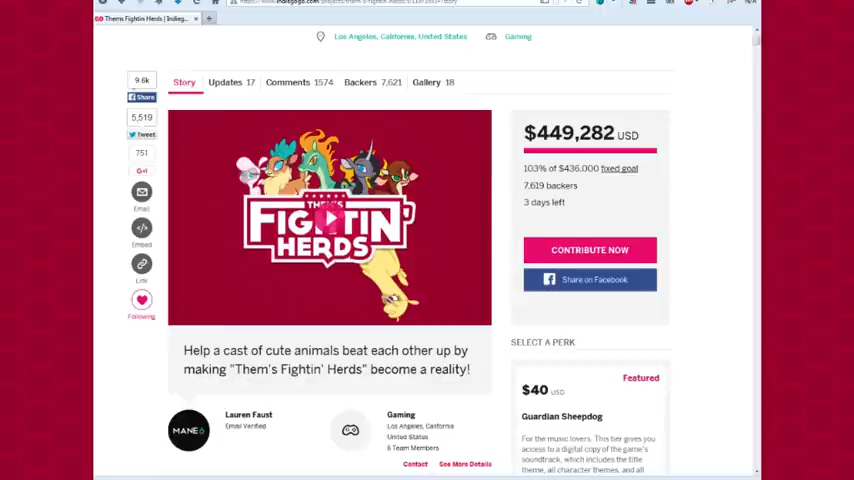 Thems Fightin Herds | Indieg...
Los Angeles, California, United States
Gaming
9.6k
Share
5,519
Tweet
751
G+1
Email
Embed
Link
Following
Story
Updates 17
Comments 1574
Backers 7,621
Gallery 18
THEM'S
FIGHTIN'
HERDS
$449,282 USD
103% of $436,000 fixed goal
7,619 backers
3 days left
CONTRIBUTE NOW
Share on Facebook
Help a cast of cute animals beat each other up by
making "Them's Fightin' Herds" become a reality!
MANE6
Lauren Faust
Email Verified
Gaming
Los Angeles, California
United States
6 Team Members
Contact
See More Details
SELECT A PERK
Featured
$40 USD
Guardian Sheepdog
For the music lovers. This tier gives you
access to a digital copy of the game's
soundtrack, which includes the title
theme, all character themes, and all